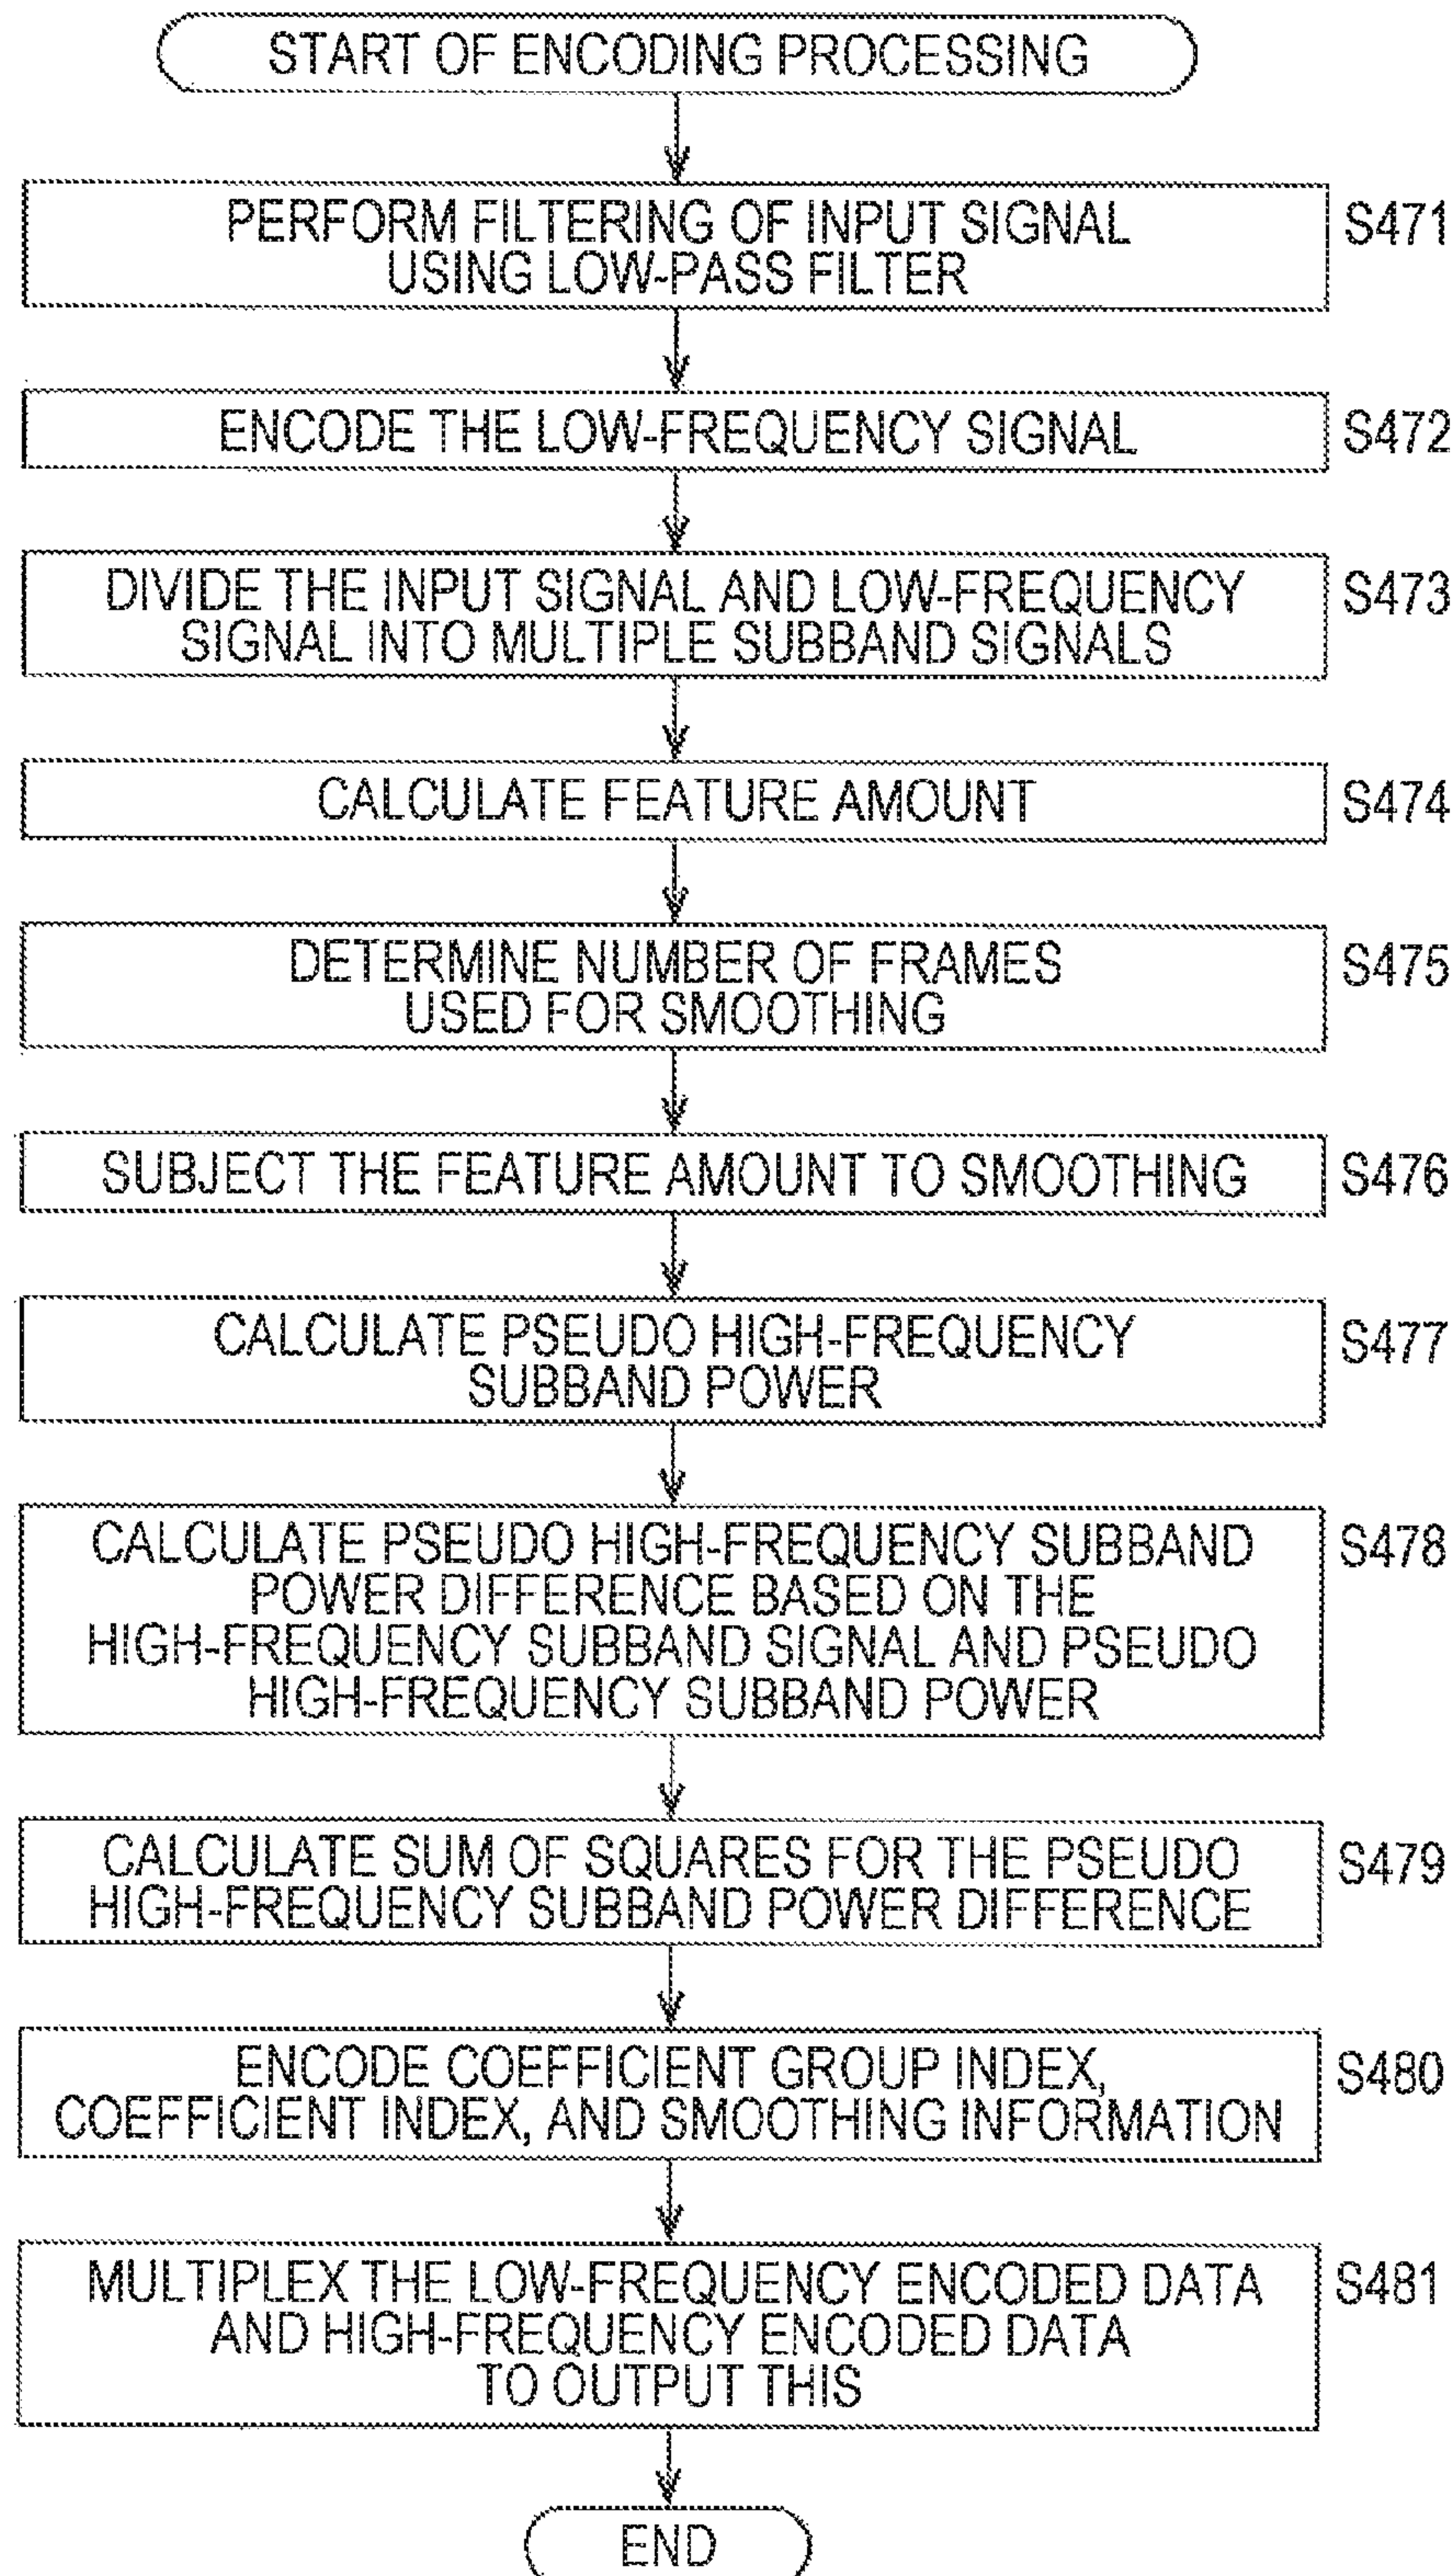 START OF ENCODING PROCESSING
PERFORM FILTERING OF INPUT SIGNAL
USING LOW-PASS FILTER
S471
ENCODE THE LOW-FREQUENCY SIGNAL
S472
DIVIDE THE INPUT SIGNAL AND LOW-FREQUENCY
SIGNAL INTO MULTIPLE SUBBAND SIGNALS
S473
CALCULATE FEATURE AMOUNT
S474
DETERMINE NUMBER OF FRAMES
USED FOR SMOOTHING
S475
SUBJECT THE FEATURE AMOUNT TO SMOOTHING
S476
CALCULATE PSEUDO HIGH-FREQUENCY
SUBBAND POWER
S477
CALCULATE PSEUDO HIGH-FREQUENCY SUBBAND
POWER DIFFERENCE BASED ON THE
HIGH-FREQUENCY SUBBAND SIGNAL AND PSEUDO
HIGH-FREQUENCY SUBBAND POWER
S478
CALCULATE SUM OF SQUARES FOR THE PSEUDO
HIGH-FREQUENCY SUBBAND POWER DIFFERENCE
S479
ENCODE COEFFICIENT GROUP INDEX,
COEFFICIENT INDEX, AND SMOOTHING INFORMATION
S480
MULTIPLEX THE LOW-FREQUENCY ENCODED DATA
AND HIGH-FREQUENCY ENCODED DATA
TO OUTPUT THIS
S481
END